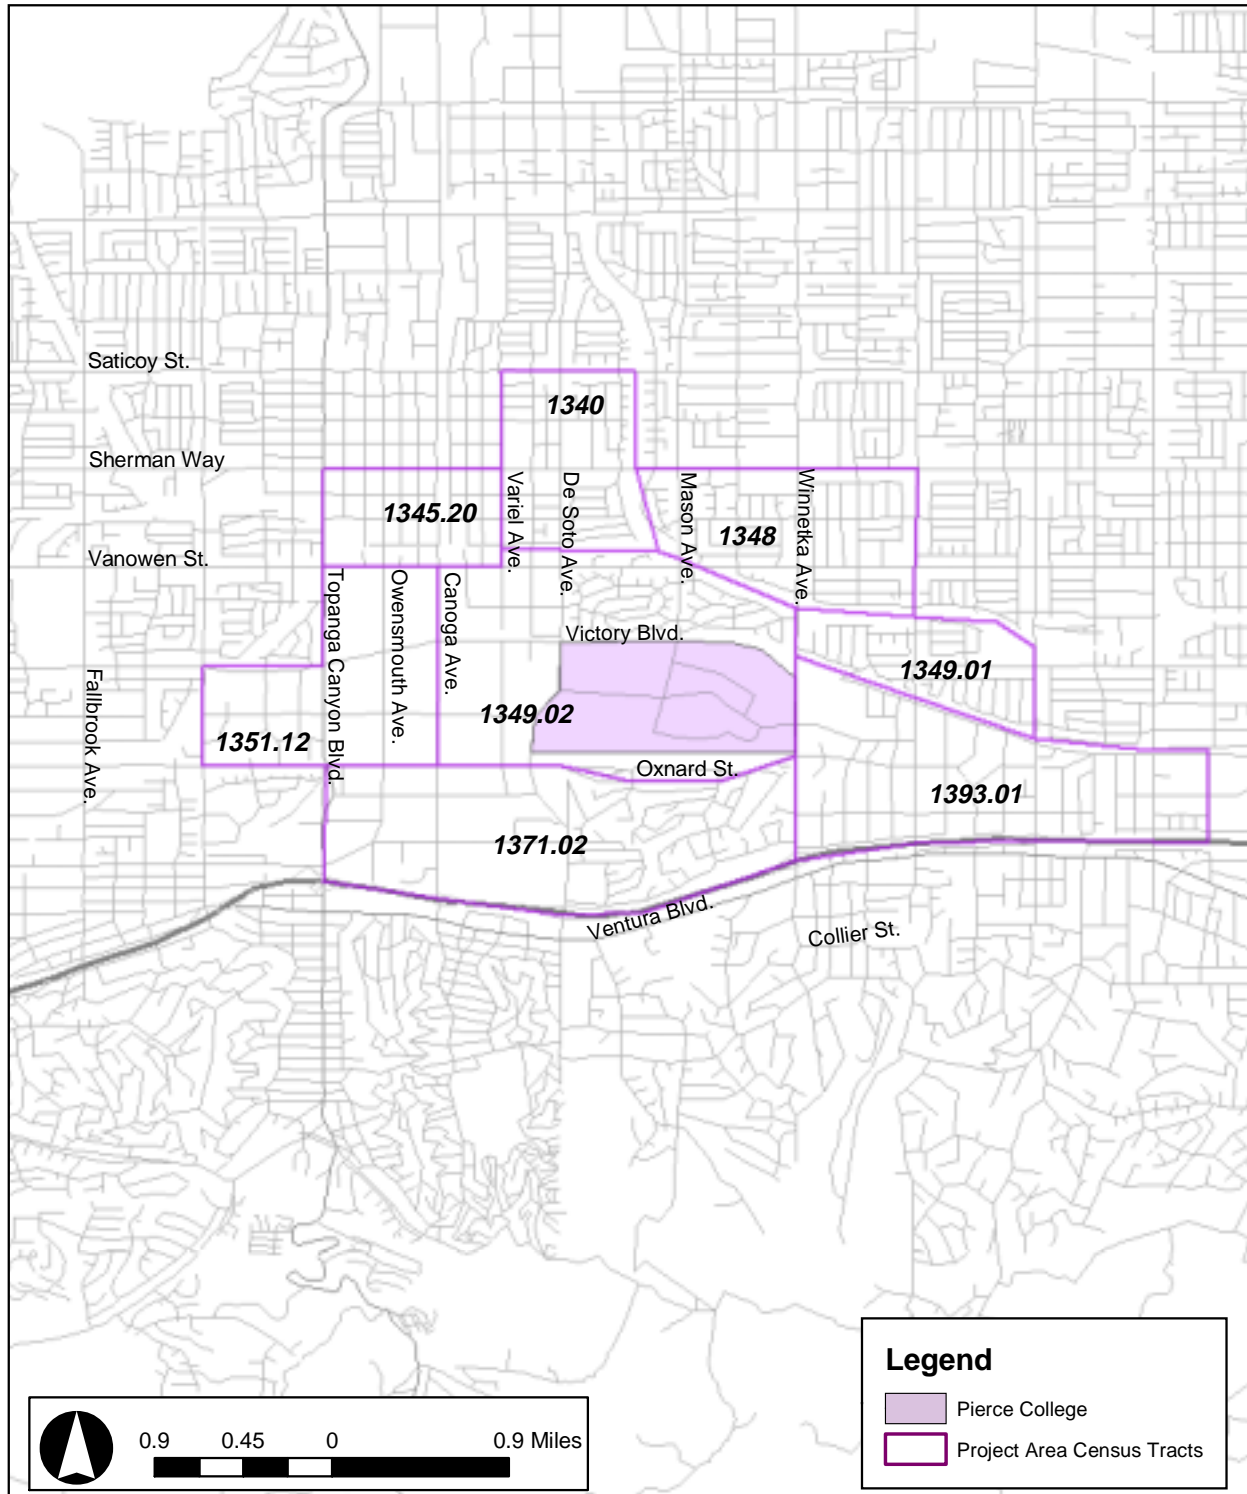 Saticoy St.
1340
Sherman Way
1345.20
Variel Ave.
De Soto Ave.
Mason Ave.
1348
Winnetka Ave.
Vanowen St.
Topanga Canyon Blvd.
Owensmouth Ave.
Canoga Ave.
Victory Blvd.
1349.01
Fallbrook Ave.
1349.02
1351.12
Oxnard St.
1393.01
1371.02
Ventura Blvd.
Collier St.
Legend
Pierce College
Project Area Census Tracts
0.9 0.45 0 0.9 Miles